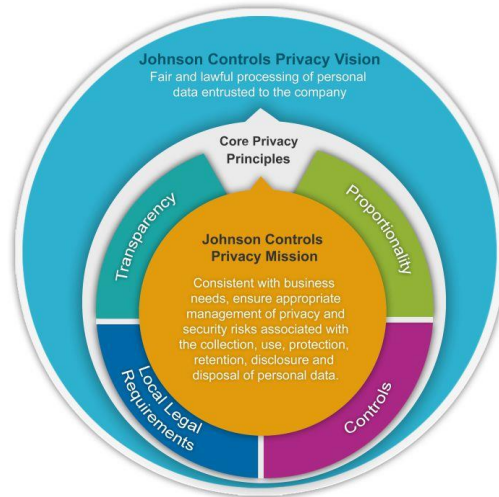 Johnson Controls Privacy Vision
Fair and lawful processing of personal
data entrusted to the company
Core Privacy
Principles
Transparency
Proportionality
Johnson Controls
Privacy Mission
Consistent with business
needs, ensure appropriate
management of privacy and
security risks associated with
the collection, use, protection,
retention, disclosure and
disposal of personal data.
Local Legal
Requirements
Controls